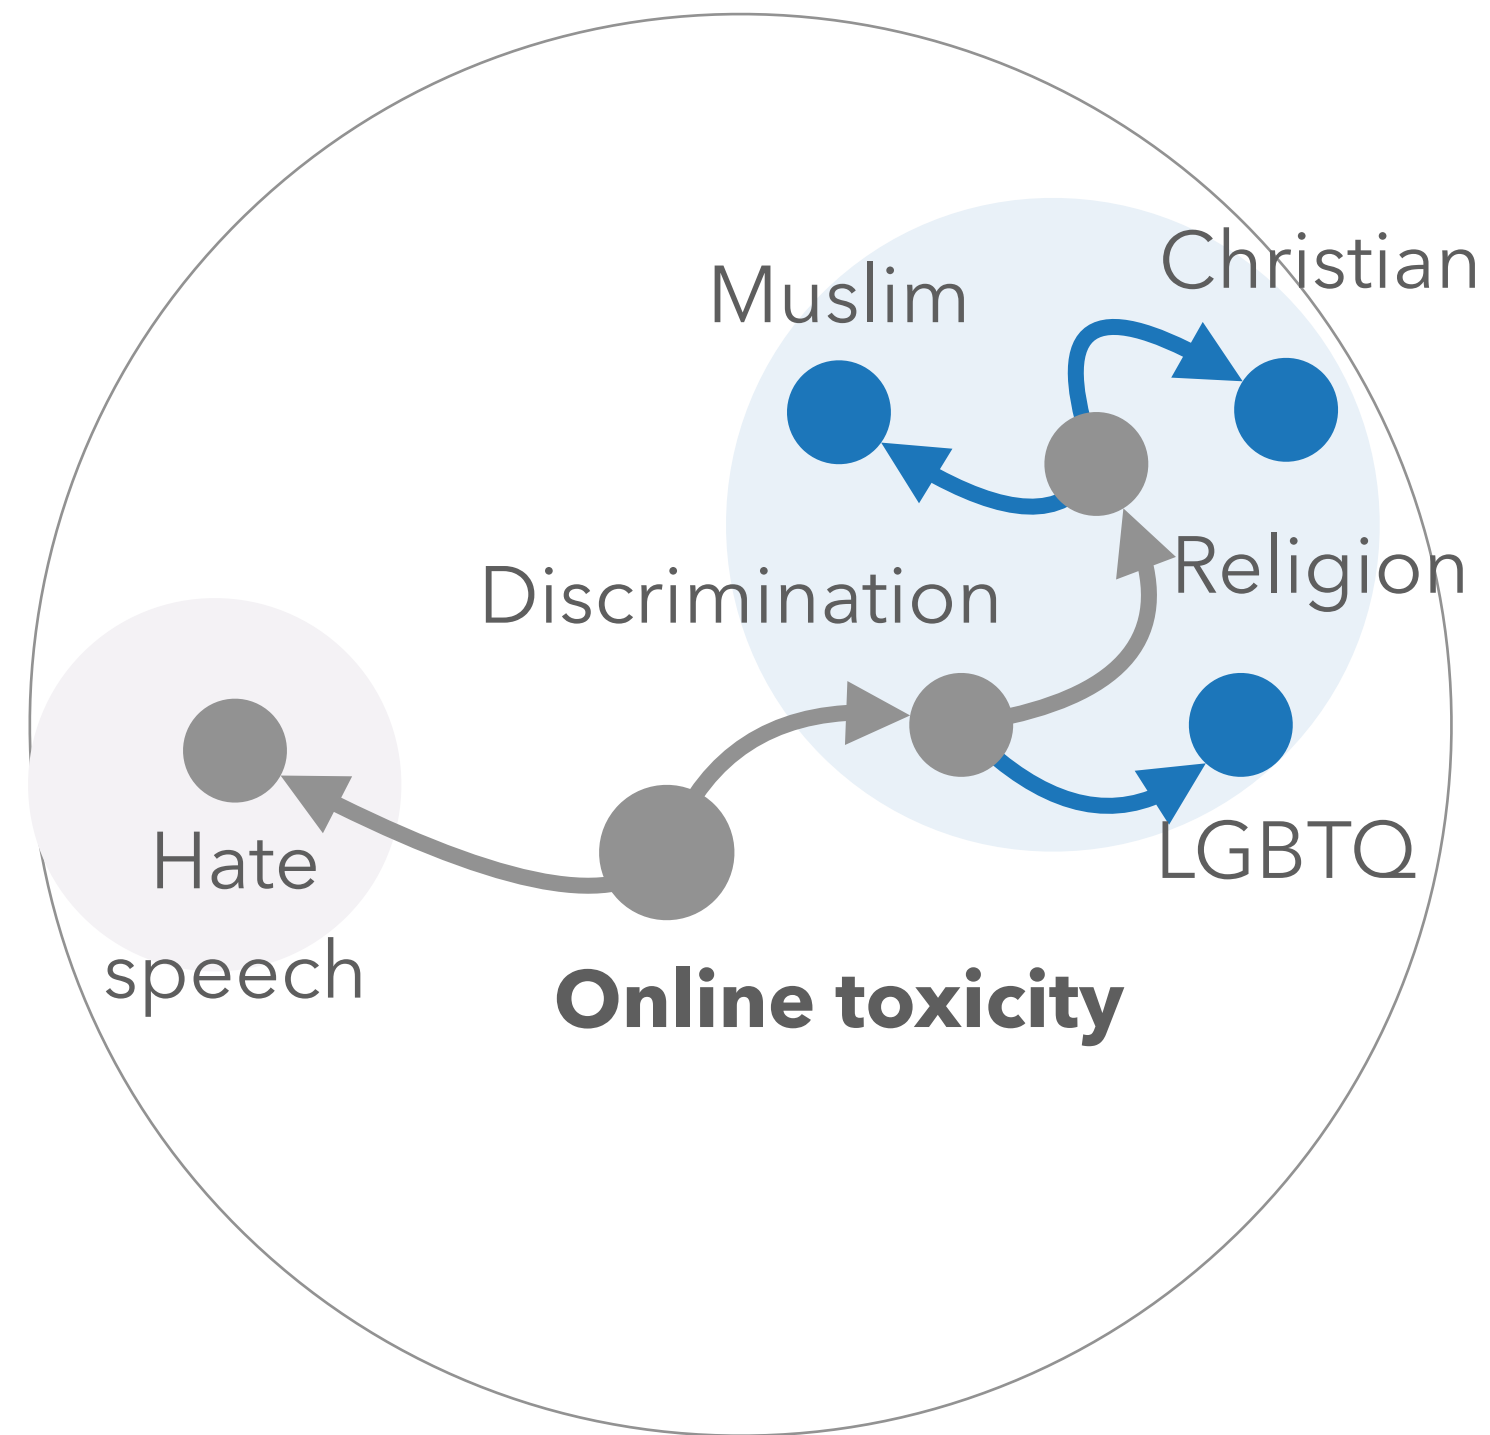 Christian
Muslim
Religion
Discrimination
Hate
speech
LGBTQ
Online toxicity